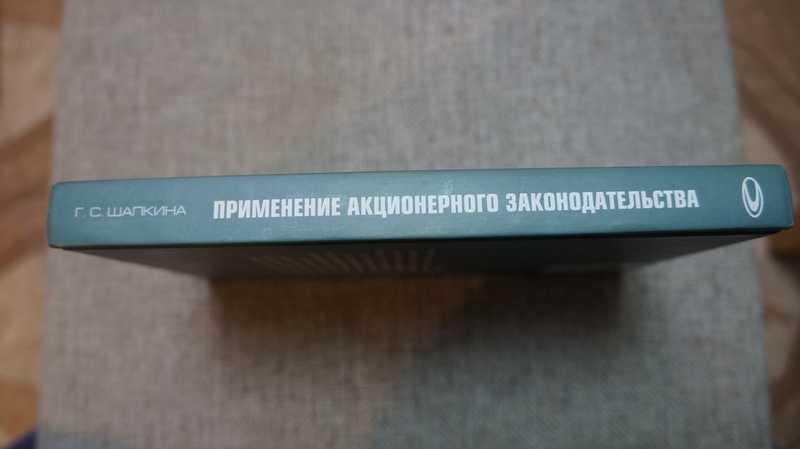 Г. С. ШАПКИНА ПРИМЕНЕНИЕ АКЦИОНЕРНОГО ЗАКОНОДАТЕЛЬСТВА